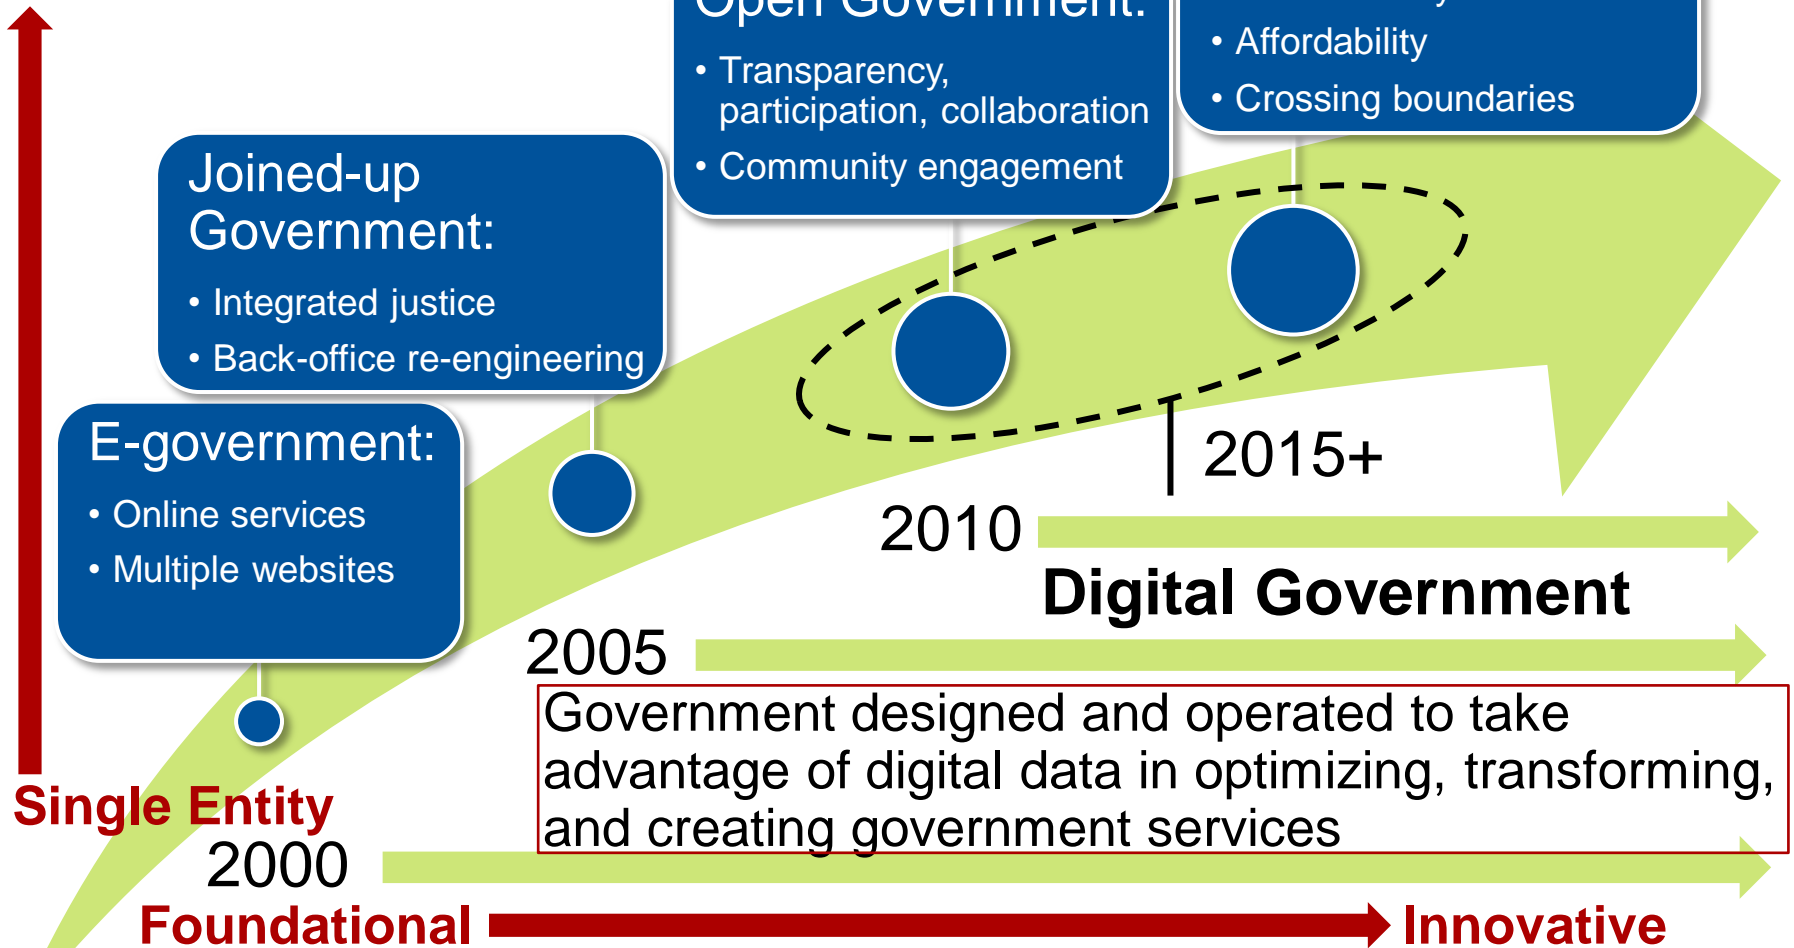 Open Government:
• Transparency,
participation, collaboration
• Community engagement
• Affordability
• Crossing boundaries
Joined-up
Government:
• Integrated justice
• Back-office re-engineering
E-government:
• Online services
• Multiple websites
2015+
2010
Digital Government
2005
Government designed and operated to take
advantage of digital data in optimizing, transforming,
and creating government services
Single Entity
2000
Foundational
Innovative